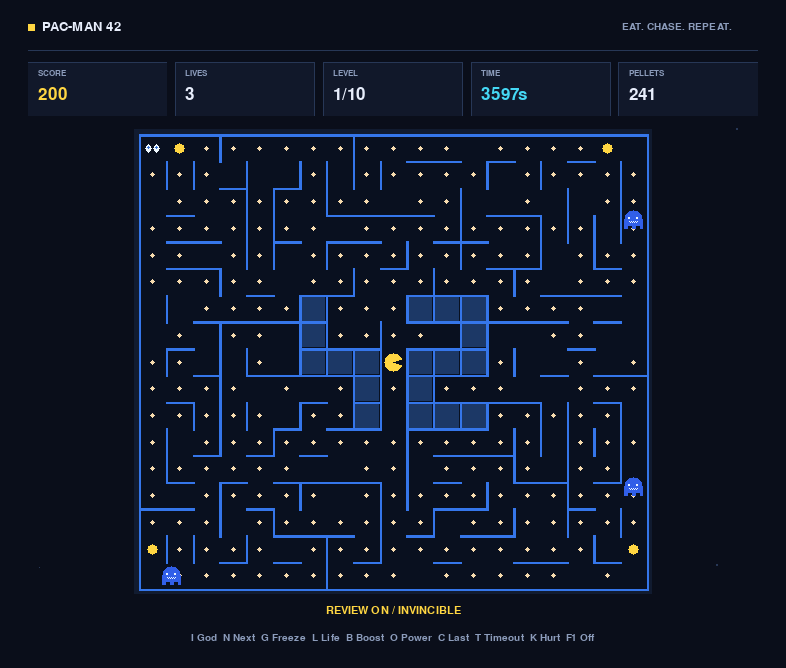 PAC-MAN 42
EAT. CHASE. REPEAT.
SCORE
200
LIVES
3
LEVEL
1/10
TIME
3597s
PELLETS
241
REVIEW ON / INVINCIBLE
I God N Next G Freeze L Life B Boost O Power C Last T Timeout K Hurt F1 Off